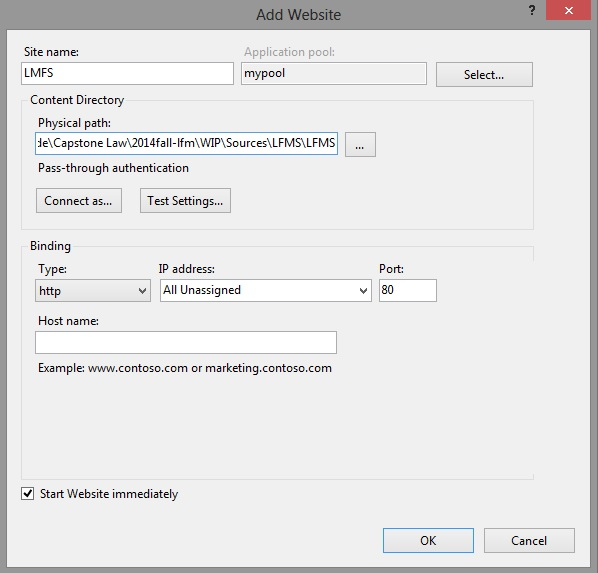 Add Website
?
Site name:
Application pool:
LMFS
mypool
Select...
Content Directory
Physical path:
de\Capstone Law\2014fall-lfm\WIP\Sources\LFMS\LFMS
...
Pass-through authentication
Connect as...
Test Settings...
Binding
Type:
IP address:
Port:
http
All Unassigned
80
Host name:
Example: www.contoso.com or marketing.contoso.com
Start Website immediately
OK
Cancel